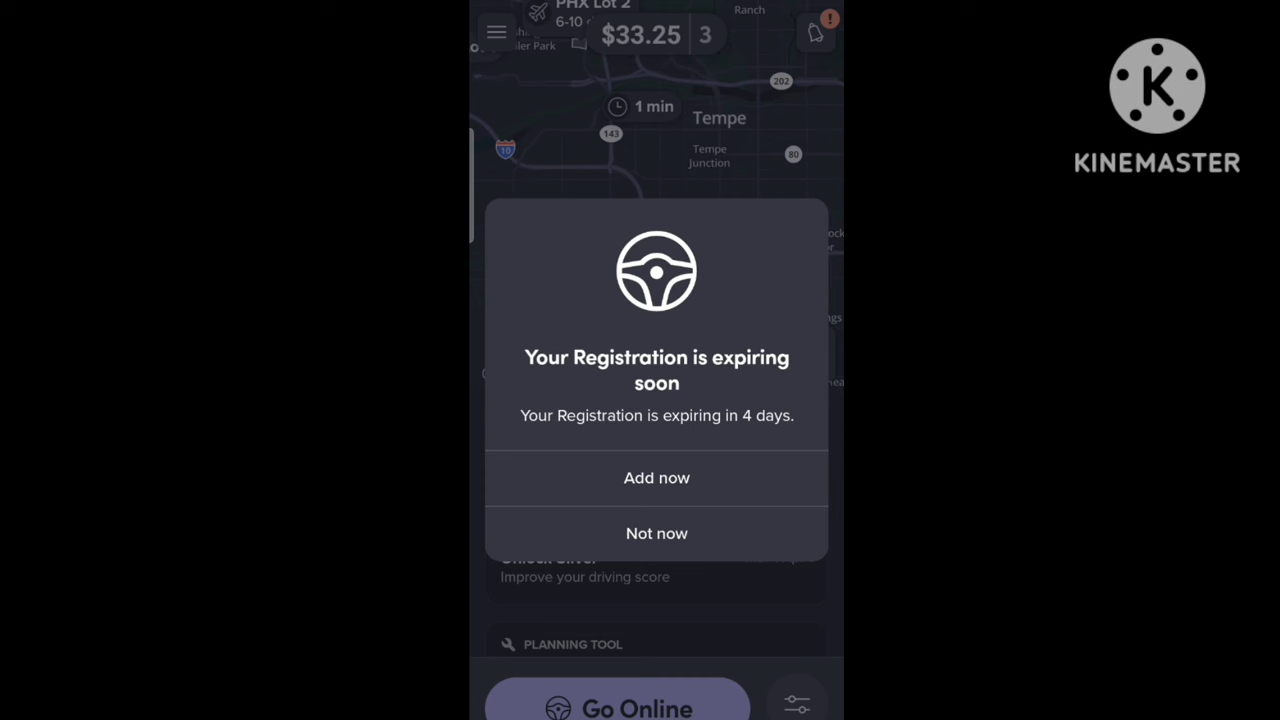 PHX Lot 2
6-10
$33.25 3
Ranch
ler Park
202
1 min
Tempe
143
10
Tempe
Junction
80
KINEMASTER
Your Registration is expiring
soon
Your Registration is expiring in 4 days.
Add now
Not now
Improve your driving score
PLANNING TOOL
Go Online